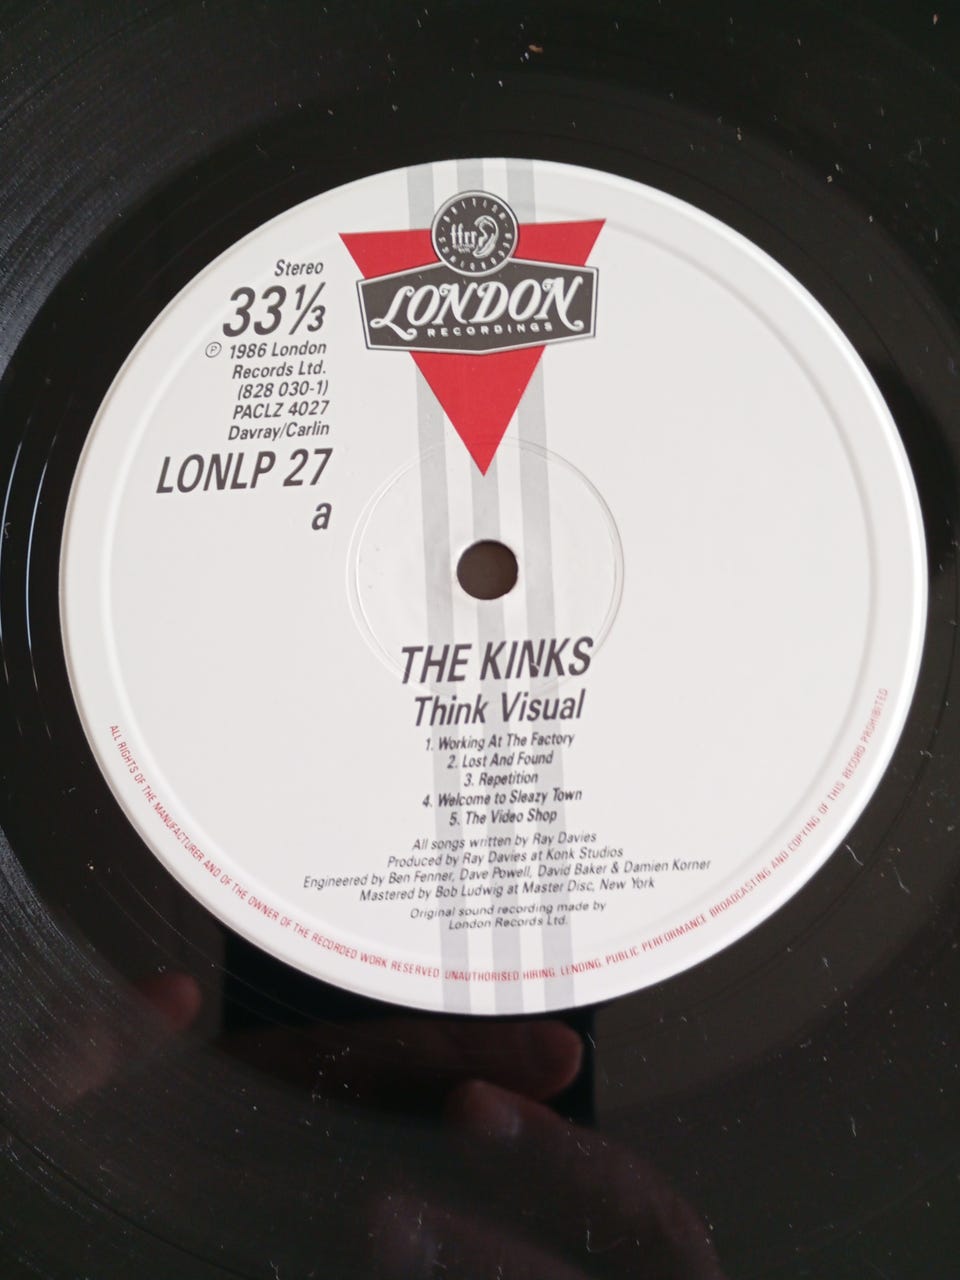 BRITISH
ffrr
COMPONENTS
LONDON
RECORDINGS
Stereo
33⅓
℗ 1986 London
Records Ltd.
(828 030-1)
PACLZ 4027
Davray/Carlin
LONLP 27
a
THE KINKS
Think Visual
1. Working At The Factory
2. Lost And Found
3. Repetition
4. Welcome to Sleazy Town
5. The Video Shop
All songs written by Ray Davies
Produced by Ray Davies at Konk Studios
Engineered by Ben Fenner, Dave Powell, David Baker & Damien Korner
Mastered by Bob Ludwig at Master Disc, New York
Original sound recording made by
London Records Ltd.
ALL RIGHTS OF THE MANUFACTURER AND OF THE OWNER OF THE RECORDED WORK RESERVED UNAUTHORISED HIRING, LENDING, PUBLIC PERFORMANCE BROADCASTING AND COPYING OF THIS RECORD PROHIBITED